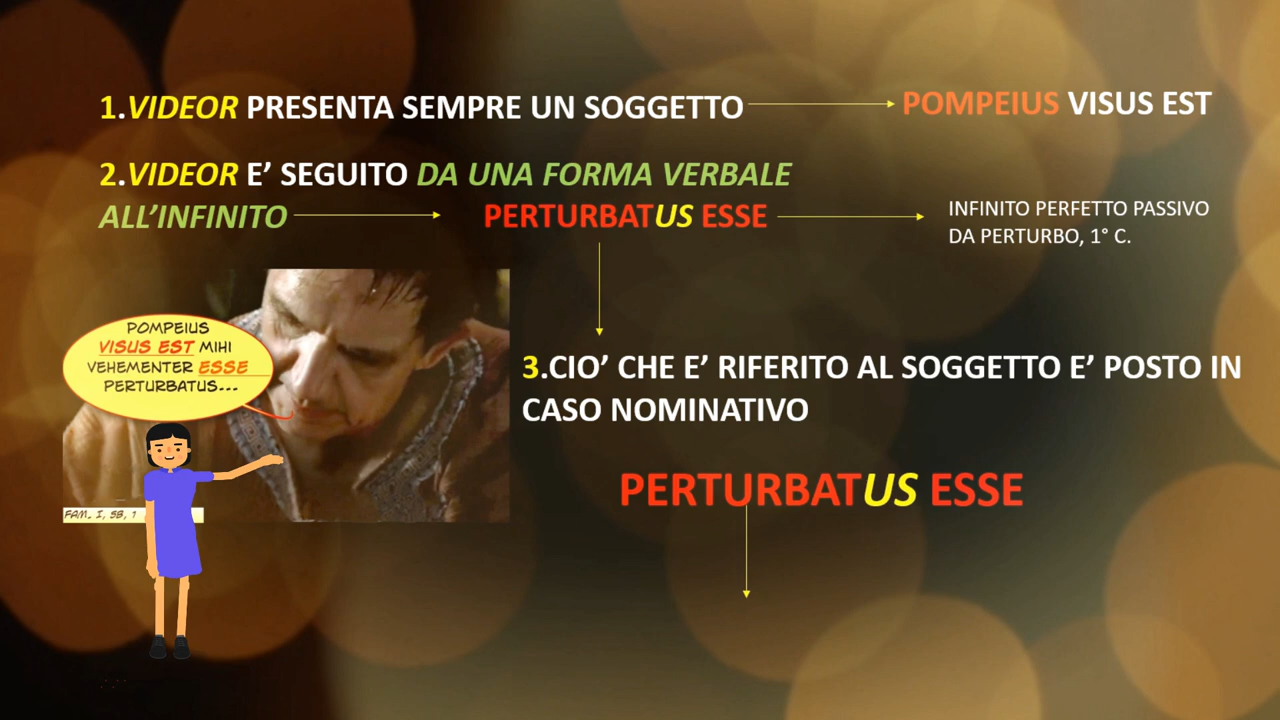 1.VIDEOR PRESENTA SEMPRE UN SOGGETTO
POMPEIUS VISUS EST
2.VIDEOR E’ SEGUITO DA UNA FORMA VERBALE
ALL’INFINITO
PERTURBATUS ESSE
INFINITO PERFETTO PASSIVO
DA PERTURBO, 1° C.
POMPEIUS
VISUS EST MIHI
VEHEMENTER ESSE
PERTURBATUS...
3.CIO’ CHE E’ RIFERITO AL SOGGETTO E’ POSTO IN
CASO NOMINATIVO
PERTURBATUS ESSE
FAM. I, 5B, 1